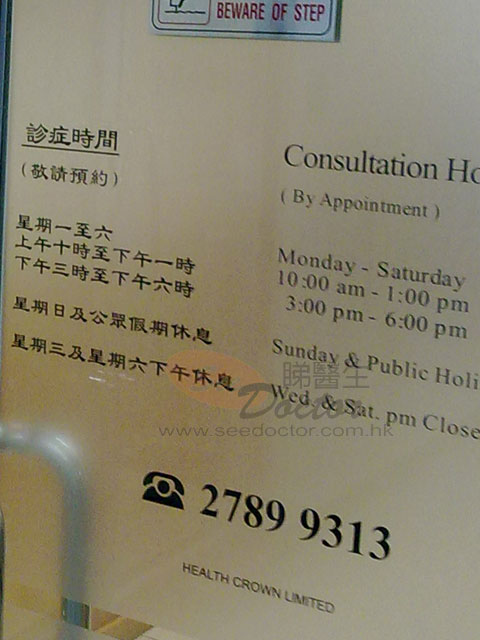 BEWARE OF STEP
診症時間
(敬請預約)
星期一至六
上午十時至下午一時
下午三時至下午六時
星期日及公眾假期休息
星期三及星期六下午休息
Consultation Ho
( By Appointment )
Monday - Saturday
10:00 am - 1:00 pm
3:00 pm - 6:00 pm
Sunday & Public Holi
Wed. & Sat. pm Close
睇醫生
Doctor
www.seedoctor.com.hk
2789 9313
HEALTH CROWN LIMITED